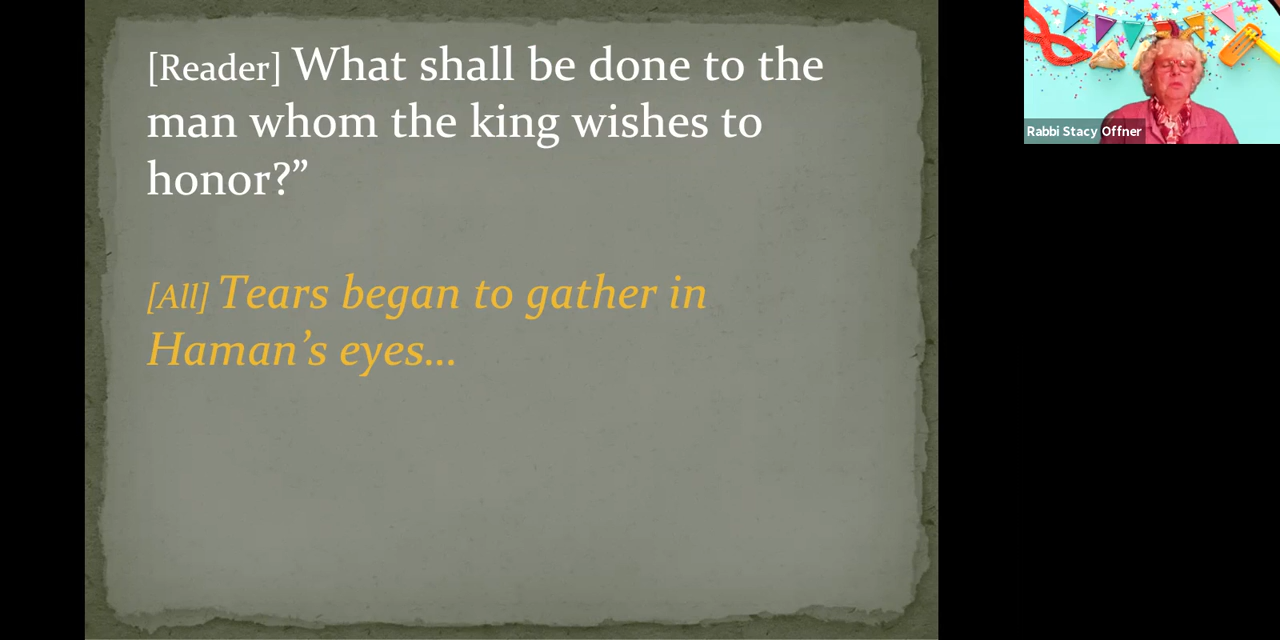 [Reader] What shall be done to the
man whom the king wishes to
honor?”
[All] Tears began to gather in
Haman’s eyes...
Rabbi Stacy Offner